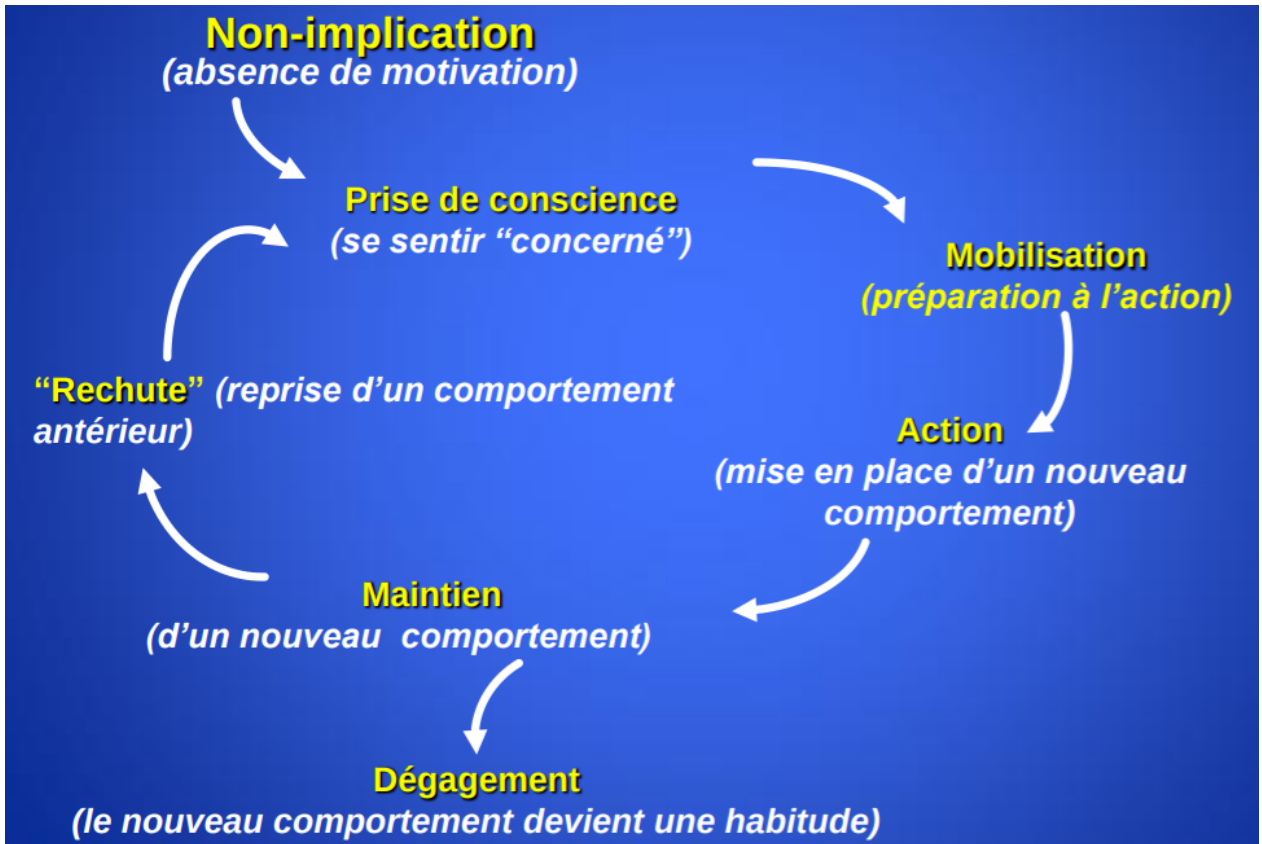 Non-implication
(absence de motivation)
Prise de conscience
(se sentir “concerné”)
Mobilisation
(préparation à l’action)
“Rechute” (reprise d’un comportement
antérieur)
Action
(mise en place d’un nouveau
comportement)
Maintien
(d’un nouveau comportement)
Dégagement
(le nouveau comportement devient une habitude)